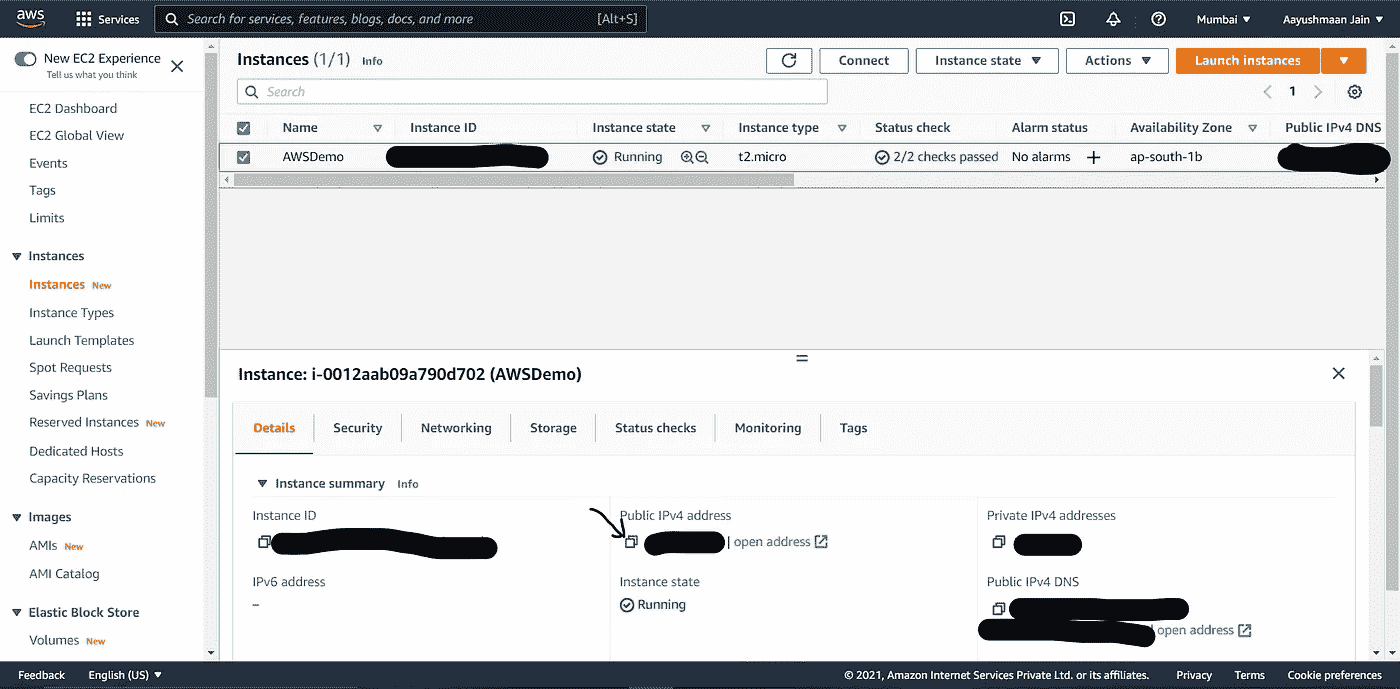 aws Services Search for services, features, blogs, docs, and more [Alt+S] Mumbai Aayushmaan Jain
New EC2 Experience
Tell us what you think
EC2 Dashboard
EC2 Global View
Events
Tags
Limits
Instances
Instances New
Instance Types
Launch Templates
Spot Requests
Savings Plans
Reserved Instances New
Dedicated Hosts
Capacity Reservations
Images
AMIs New
AMI Catalog
Elastic Block Store
Volumes New
Instances (1/1) Info Connect Instance state Actions Launch instances
Search 1
Name Instance ID Instance state Instance type Status check Alarm status Availability Zone Public IPv4 DNS
AWSDemo Running t2.micro 2/2 checks passed No alarms + ap-south-1b
Instance: i-0012aab09a790d702 (AWSDemo)
Details Security Networking Storage Status checks Monitoring Tags
Instance summary Info
Instance ID Public IPv4 address Private IPv4 addresses
| open address
IPv6 address Instance state Public IPv4 DNS
– Running
open address
Feedback English (US) © 2021, Amazon Internet Services Private Ltd. or its affiliates. Privacy Terms Cookie preferences